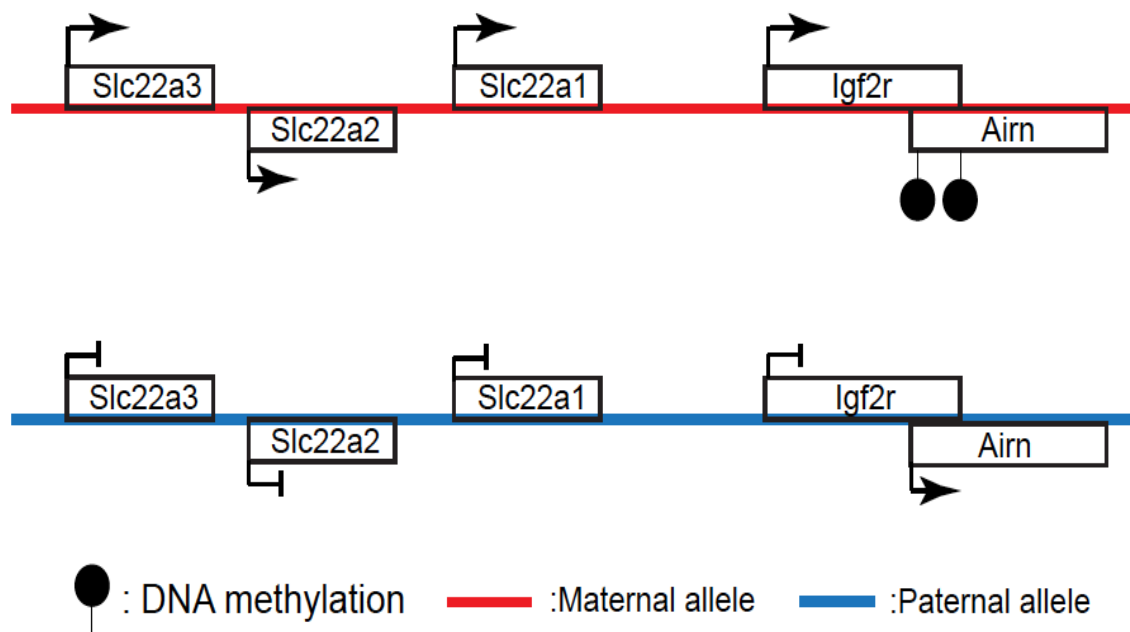 Slc22a3
Slc22a1
Igf2r
Slc22a2
Airn
Slc22a3
Slc22a1
Igf2r
Slc22a2
Airn
: DNA methylation
:Maternal allele
:Paternal allele